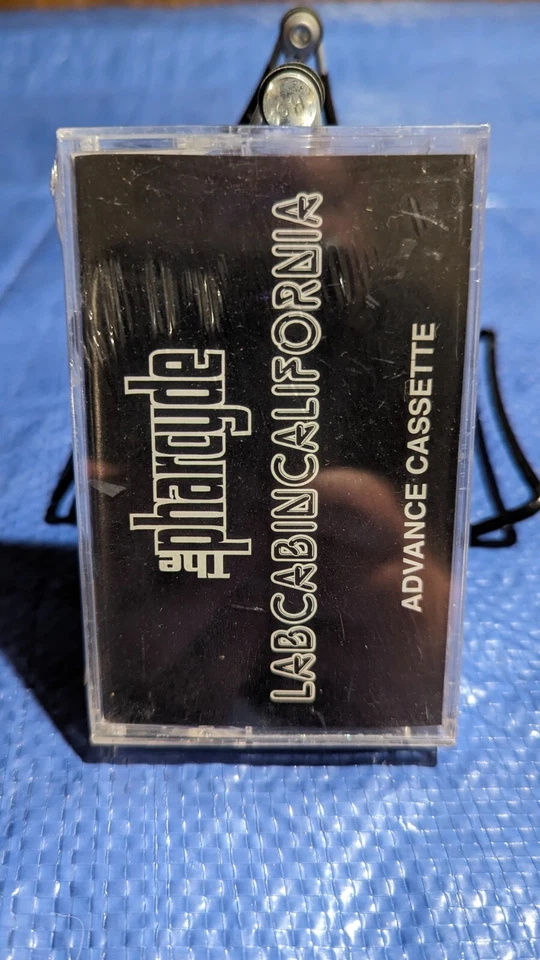 The pharcyde
LABCABINCALIFORNIA
ADVANCE CASSETTE